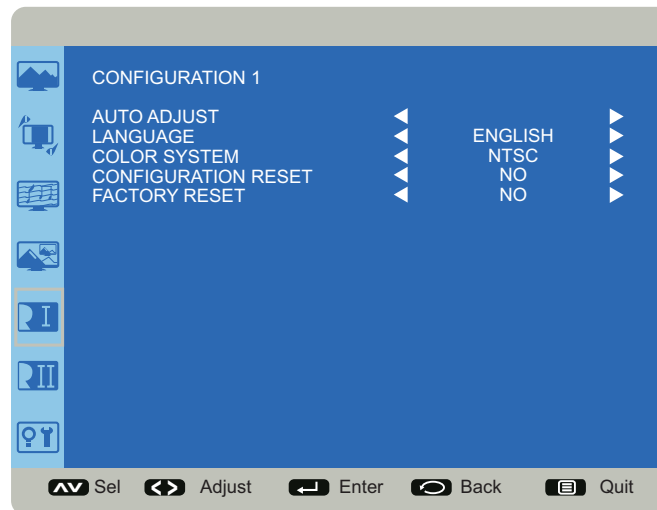 CONFIGURATION 1
AUTO ADJUST
LANGUAGE ENGLISH
COLOR SYSTEM NTSC
CONFIGURATION RESET NO
FACTORY RESET NO
I
II
Sel Adjust Enter Back Quit